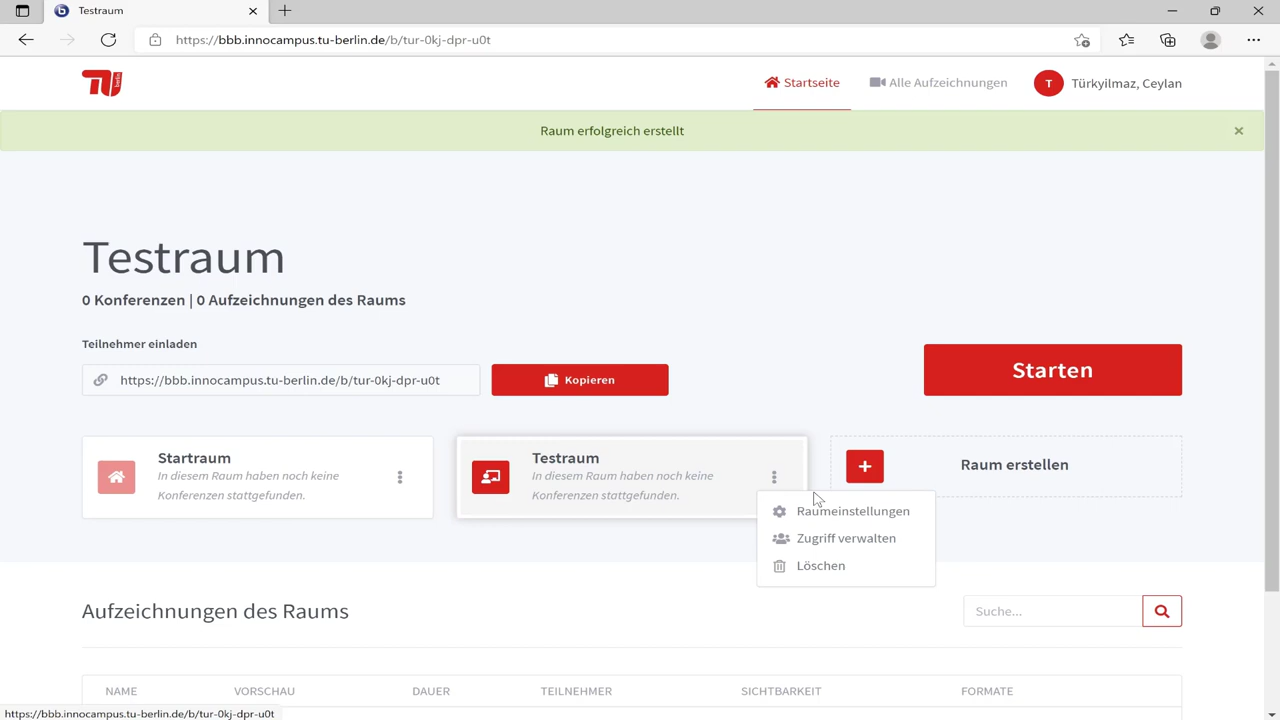 Testraum
https://bbb.innocampus.tu-berlin.de/b/tur-0kj-dpr-u0t
TU berlin
Startseite
Alle Aufzeichnungen
T
Türkyilmaz, Ceylan
Raum erfolgreich erstellt
Testraum
0 Konferenzen | 0 Aufzeichnungen des Raums
Teilnehmer einladen
https://bbb.innocampus.tu-berlin.de/b/tur-0kj-dpr-u0t
Kopieren
Starten
Startraum
In diesem Raum haben noch keine
Konferenzen stattgefunden.
Testraum
In diesem Raum haben noch keine
Konferenzen stattgefunden.
Raum erstellen
Raumeinstellungen
Zugriff verwalten
Löschen
Aufzeichnungen des Raums
Suche...
NAME VORSCHAU DAUER TEILNEHMER SICHTBARKEIT FORMATE
https://bbb.innocampus.tu-berlin.de/b/tur-0kj-dpr-u0t